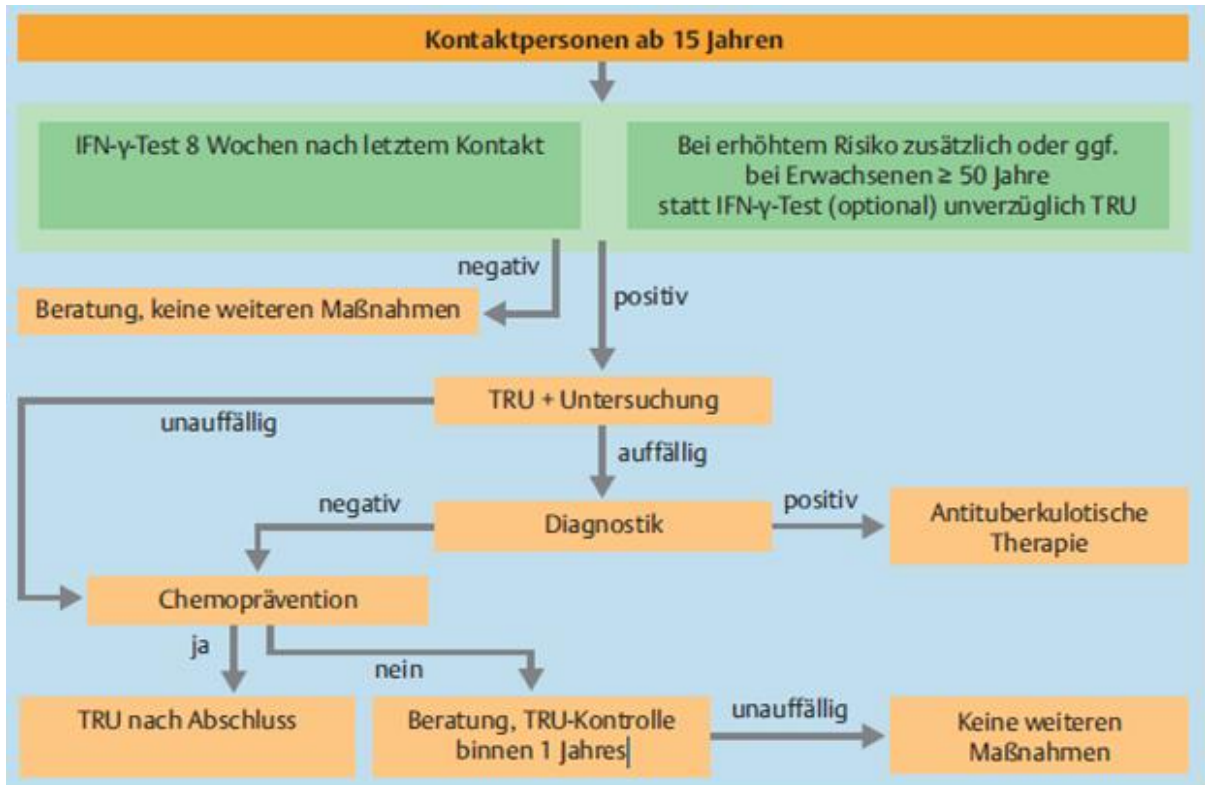 Kontaktpersonen ab 15 Jahren
IFN-γ-Test 8 Wochen nach letztem Kontakt
Bei erhöhtem Risiko zusätzlich oder ggf.
bei Erwachsenen ≥ 50 Jahre
statt IFN-γ-Test (optional) unverzüglich TRU
negativ
positiv
Beratung, keine weiteren Maßnahmen
TRU + Untersuchung
unauffällig
auffällig
negativ
Diagnostik
positiv
Antituberkulotische
Therapie
Chemoprävention
ja
nein
TRU nach Abschluss
Beratung, TRU-Kontrolle
binnen 1 Jahres
unauffällig
Keine weiteren
Maßnahmen